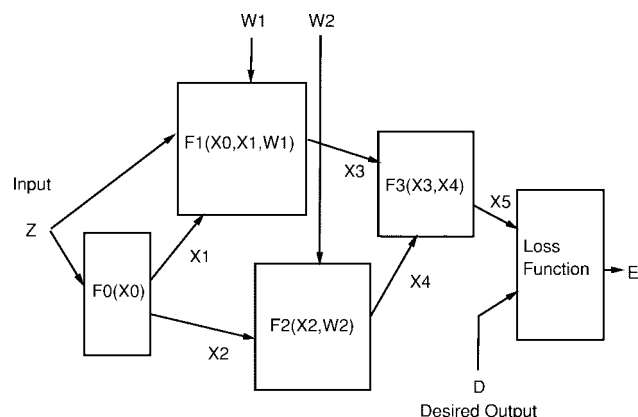 W1
W2
F1(X0,X1,W1)
X3
F3(X3,X4)
Input
Z
X1
F0(X0)
X2
F2(X2,W2)
X4
X5
Loss
Function
E
D
Desired Output